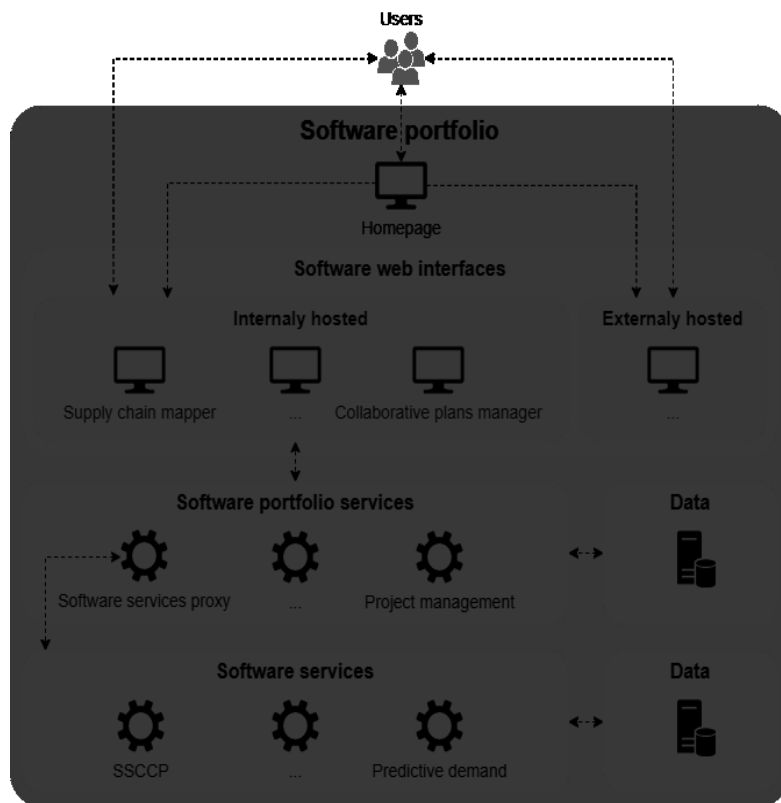 Users
Software portfolio
Homepage
Software web interfaces
Internaly hosted
Externaly hosted
Supply chain mapper
...
Collaborative plans manager
...
Software portfolio services
Data
Software services proxy
...
Project management
Software services
Data
SSCCP
...
Predictive demand